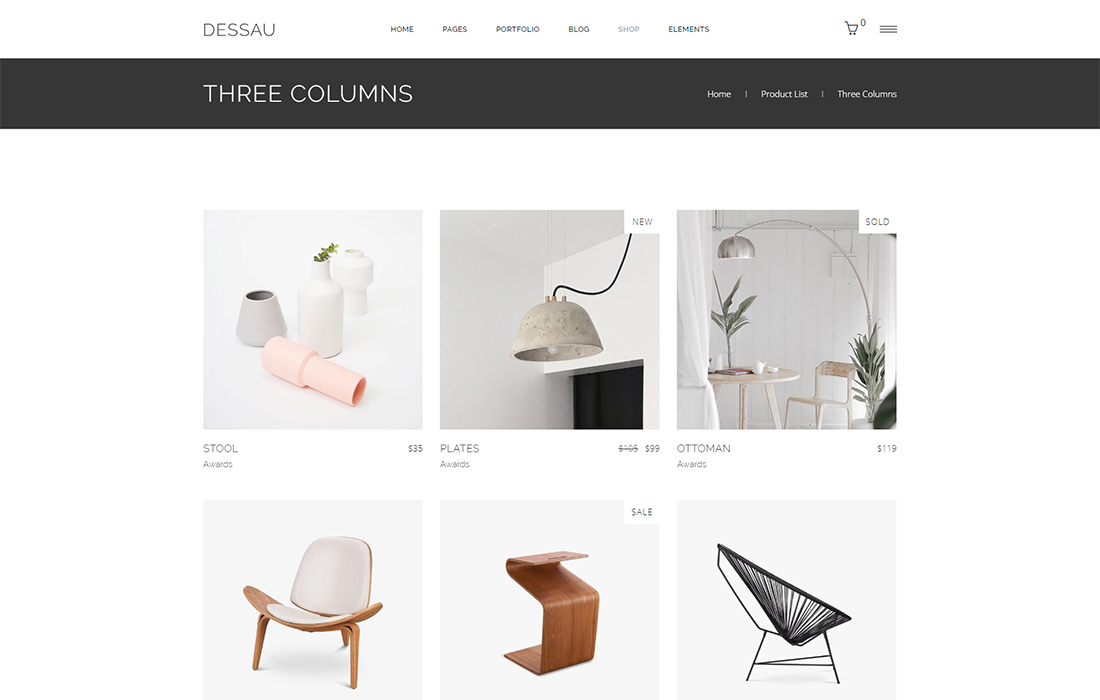 DESSAU
HOME PAGES PORTFOLIO BLOG SHOP ELEMENTS
0
THREE COLUMNS
Home | Product List | Three Columns
NEW
SOLD
STOOL $35
Awards
PLATES $105 $99
Awards
OTTOMAN $119
Awards
SALE